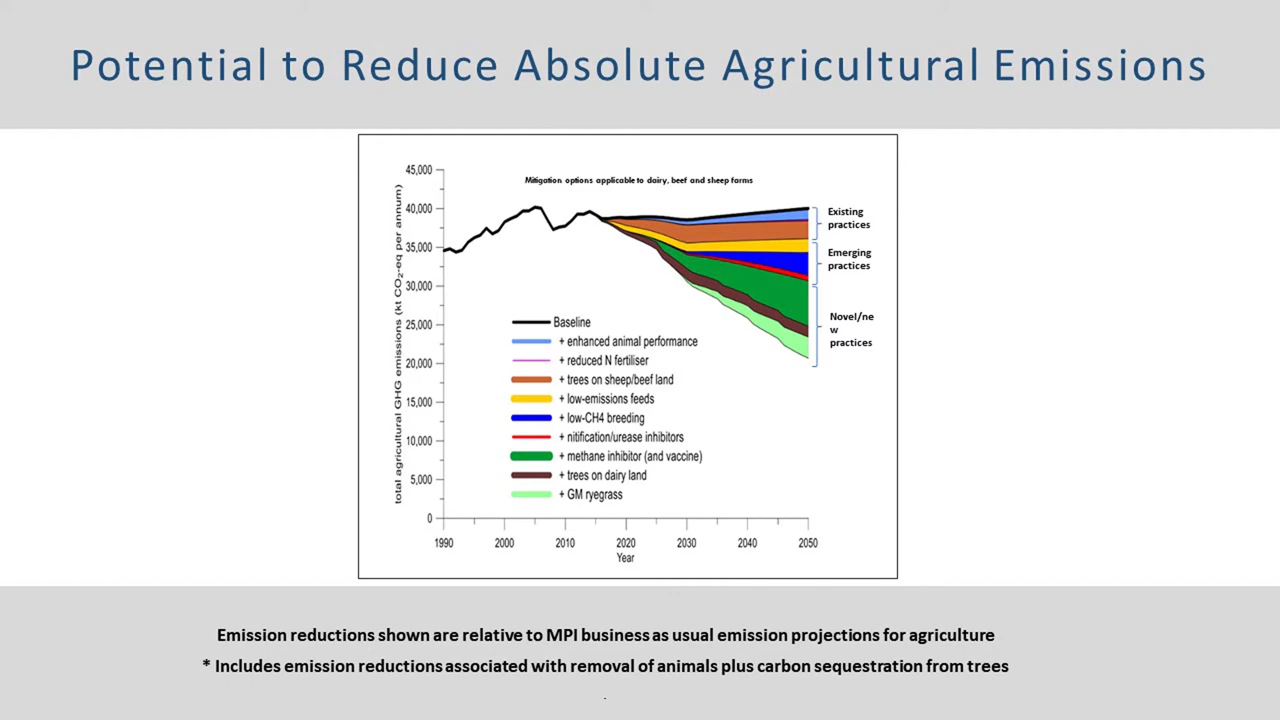 Potential to Reduce Absolute Agricultural Emissions
Mitigation options applicable to dairy, beef and sheep farms
total agricultural GHG emissions (kt CO₂-eq per annum)
45,000
40,000
35,000
30,000
25,000
20,000
15,000
10,000
5,000
0
1990 2000 2010 2020 2030 2040 2050
Year
Baseline
+ enhanced animal performance
+ reduced N fertiliser
+ trees on sheep/beef land
+ low-emissions feeds
+ low-CH4 breeding
+ nitification/urease inhibitors
+ methane inhibitor (and vaccine)
+ trees on dairy land
+ GM ryegrass
Existing
practices
Emerging
practices
Novel/ne
w
practices
Emission reductions shown are relative to MPI business as usual emission projections for agriculture
* Includes emission reductions associated with removal of animals plus carbon sequestration from trees
.